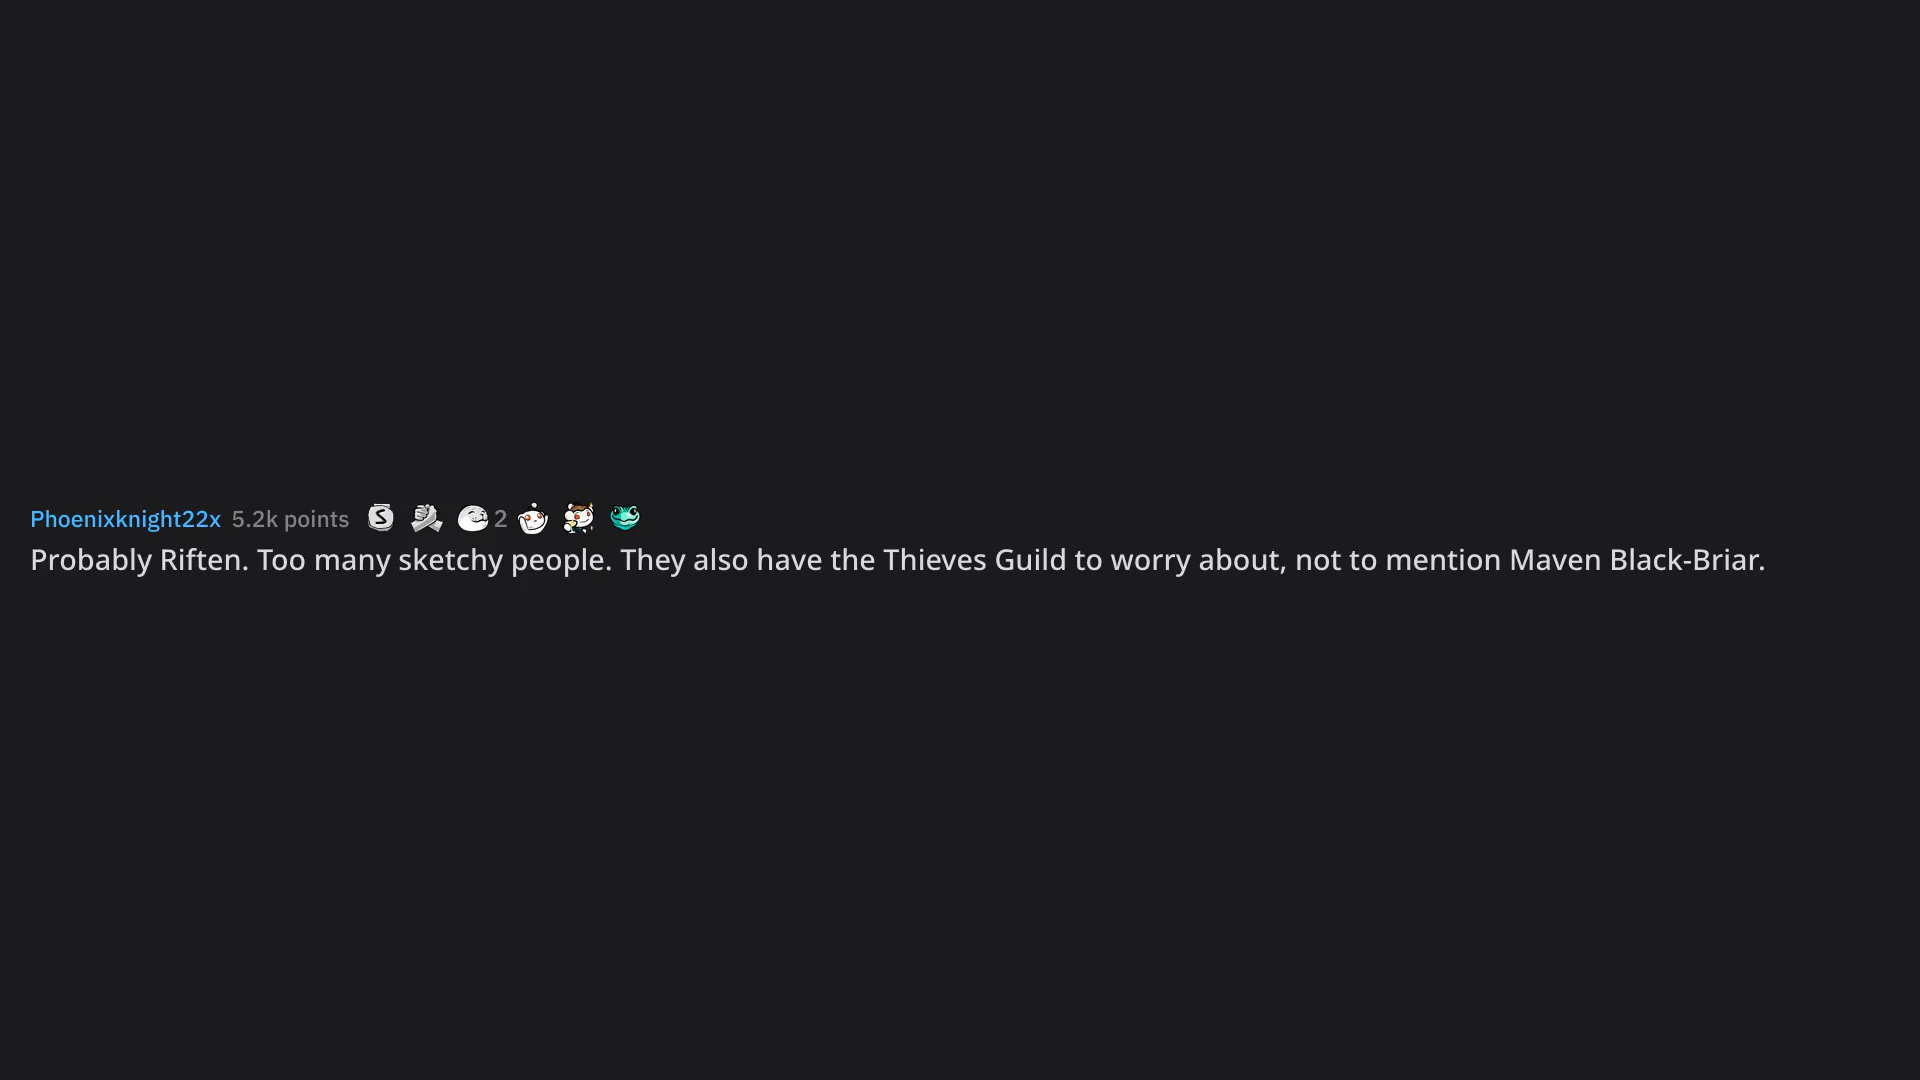 Phoenixknight22x 5.2k points S 2
Probably Riften. Too many sketchy people. They also have the Thieves Guild to worry about, not to mention Maven Black-Briar.